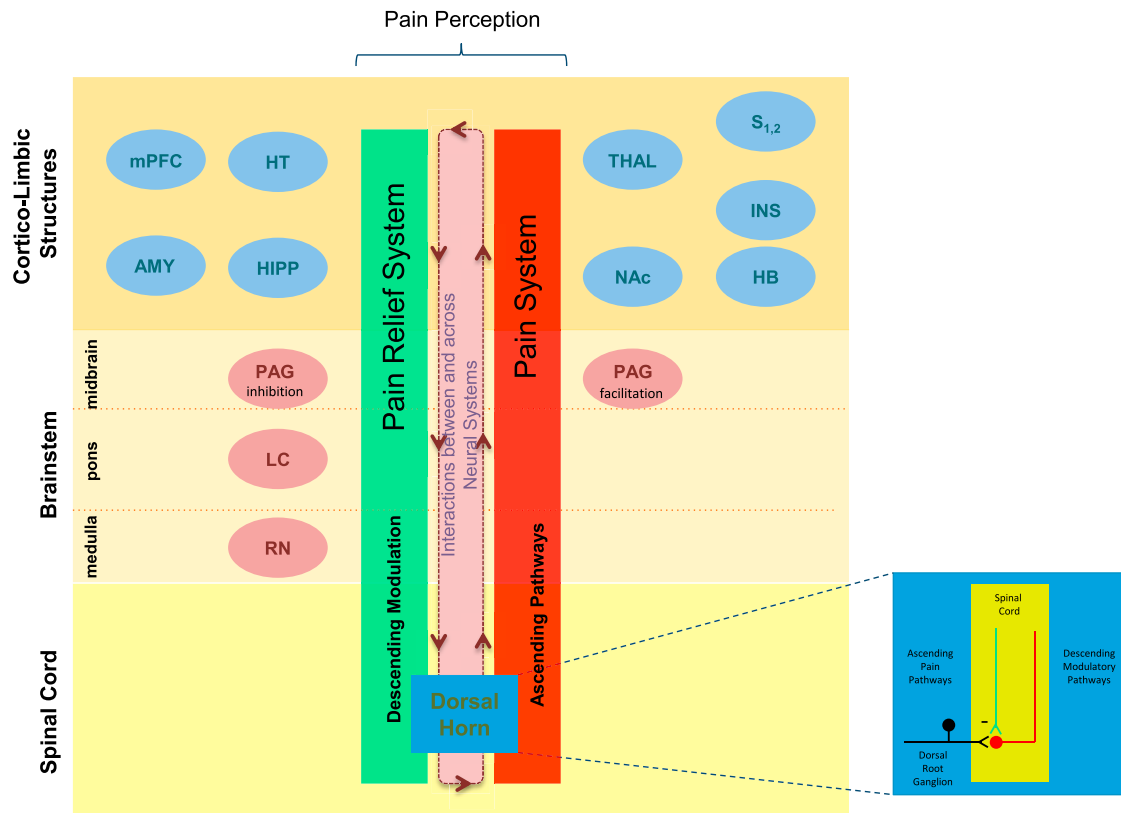 Pain Perception
Cortico-Limbic
Structures
mPFC
HT
AMY
HIPP
Pain Relief System
Interactions between and across
Neural Systems
Pain System
THAL
S1,2
INS
NAc
HB
Brainstem
midbrain
PAG
inhibition
PAG
facilitation
pons
LC
medulla
RN
Descending Modulation
Ascending Pathways
Spinal Cord
Dorsal
Horn
Spinal
Cord
Ascending
Pain
Pathways
Descending
Modulatory
Pathways
-
Dorsal
Root
Ganglion